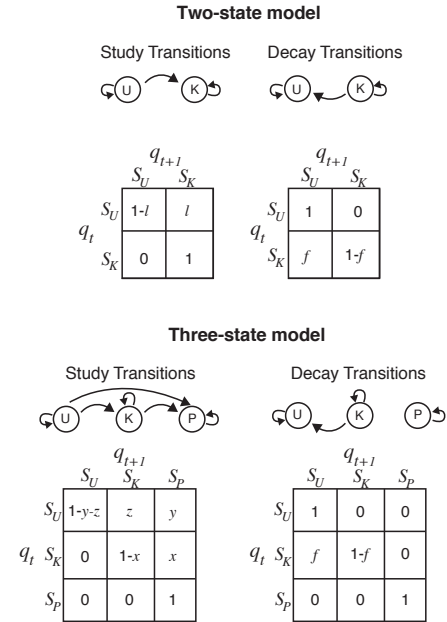 Two-state model
Study Transitions Decay Transitions
U K U K
q_{t+1} q_{t+1}
S_U S_K S_U S_K
S_U 1-l l S_U 1 0
q_t q_t
S_K 0 1 S_K f 1-f
Three-state model
Study Transitions Decay Transitions
U K P U K P
q_{t+1} q_{t+1}
S_U S_K S_P S_U S_K S_P
S_U 1-y-z z y S_U 1 0 0
q_t S_K 0 1-x x q_t S_K f 1-f 0
S_P 0 0 1 S_P 0 0 1